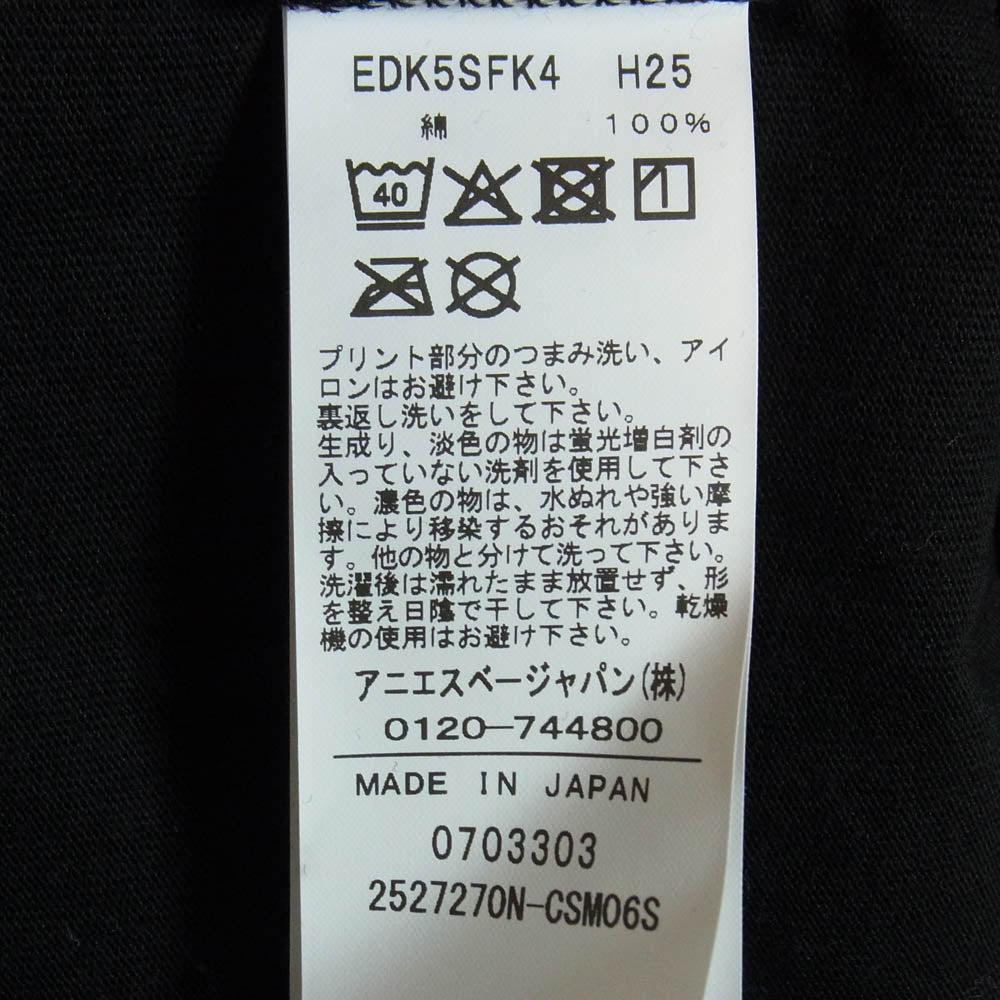 EDK5SFK4 H25
綿 100%
40
プリント部分のつまみ洗い、アイ
ロンはお避け下さい。
裏返し洗いをして下さい。
生成り、淡色の物は蛍光増白剤の
入っていない洗剤を使用して下さ
い。濃色の物は、水ぬれや強い摩
擦により移染するおそれがありま
す。他の物と分けて洗って下さい。
洗濯後は濡れたまま放置せず、形
を整え日陰で干して下さい。乾燥
機の使用はお避け下さい。
アニエスベージャパン(株)
0120-744800
MADE IN JAPAN
0703303
2527270N-CSM06S